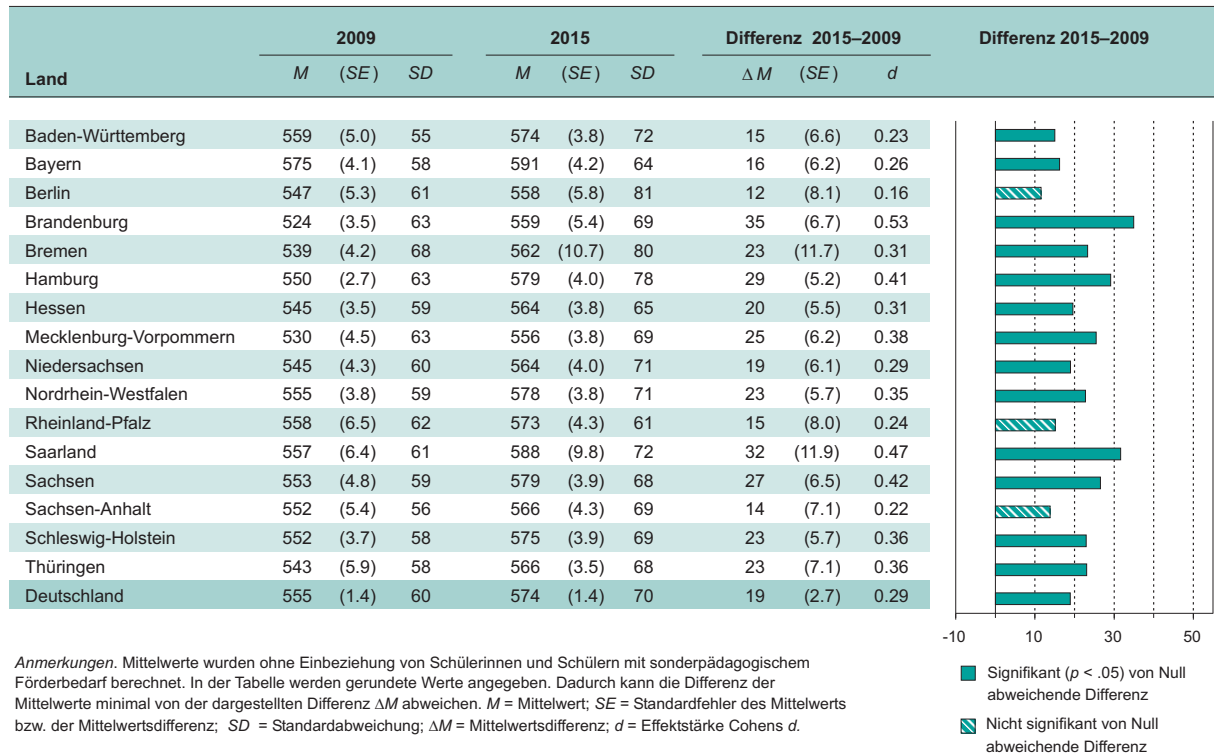 2009 2015 Differenz 2015–2009 Differenz 2015–2009
Land M (SE) SD M (SE) SD Δ M (SE) d
Baden-Württemberg 559 (5.0) 55 574 (3.8) 72 15 (6.6) 0.23
Bayern 575 (4.1) 58 591 (4.2) 64 16 (6.2) 0.26
Berlin 547 (5.3) 61 558 (5.8) 81 12 (8.1) 0.16
Brandenburg 524 (3.5) 63 559 (5.4) 69 35 (6.7) 0.53
Bremen 539 (4.2) 68 562 (10.7) 80 23 (11.7) 0.31
Hamburg 550 (2.7) 63 579 (4.0) 78 29 (5.2) 0.41
Hessen 545 (3.5) 59 564 (3.8) 65 20 (5.5) 0.31
Mecklenburg-Vorpommern 530 (4.5) 63 556 (3.8) 69 25 (6.2) 0.38
Niedersachsen 545 (4.3) 60 564 (4.0) 71 19 (6.1) 0.29
Nordrhein-Westfalen 555 (3.8) 59 578 (3.8) 71 23 (5.7) 0.35
Rheinland-Pfalz 558 (6.5) 62 573 (4.3) 61 15 (8.0) 0.24
Saarland 557 (6.4) 61 588 (9.8) 72 32 (11.9) 0.47
Sachsen 553 (4.8) 59 579 (3.9) 68 27 (6.5) 0.42
Sachsen-Anhalt 552 (5.4) 56 566 (4.3) 69 14 (7.1) 0.22
Schleswig-Holstein 552 (3.7) 58 575 (3.9) 69 23 (5.7) 0.36
Thüringen 543 (5.9) 58 566 (3.5) 68 23 (7.1) 0.36
Deutschland 555 (1.4) 60 574 (1.4) 70 19 (2.7) 0.29
-10 10 30 50
Anmerkungen. Mittelwerte wurden ohne Einbeziehung von Schülerinnen und Schülern mit sonderpädagogischem
Förderbedarf berechnet. In der Tabelle werden gerundete Werte angegeben. Dadurch kann die Differenz der
Mittelwerte minimal von der dargestellten Differenz ΔM abweichen. M = Mittelwert; SE = Standardfehler des Mittelwerts
bzw. der Mittelwertsdifferenz; SD = Standardabweichung; ΔM = Mittelwertsdifferenz; d = Effektstärke Cohens d.
Signifikant (p < .05) von Null
abweichende Differenz
Nicht signifikant von Null
abweichende Differenz